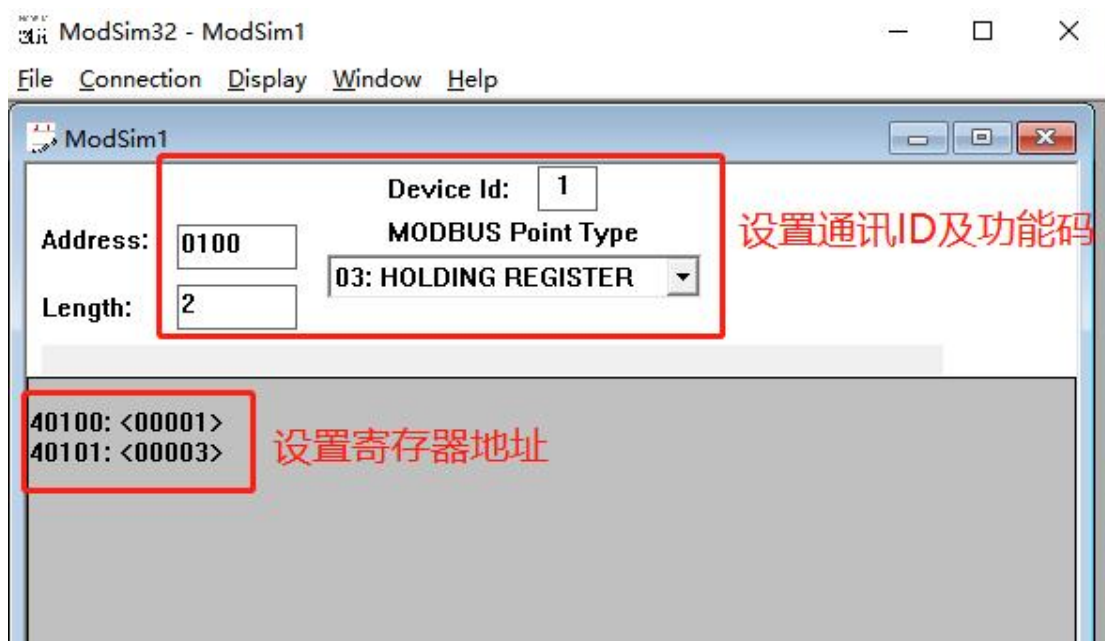 ModSim32 - ModSim1
File Connection Display Window Help
ModSim1
Device Id: 1
Address: 0100
MODBUS Point Type
03: HOLDING REGISTER
Length: 2
设置通讯ID及功能码
40100: <00001>
40101: <00003>
设置寄存器地址